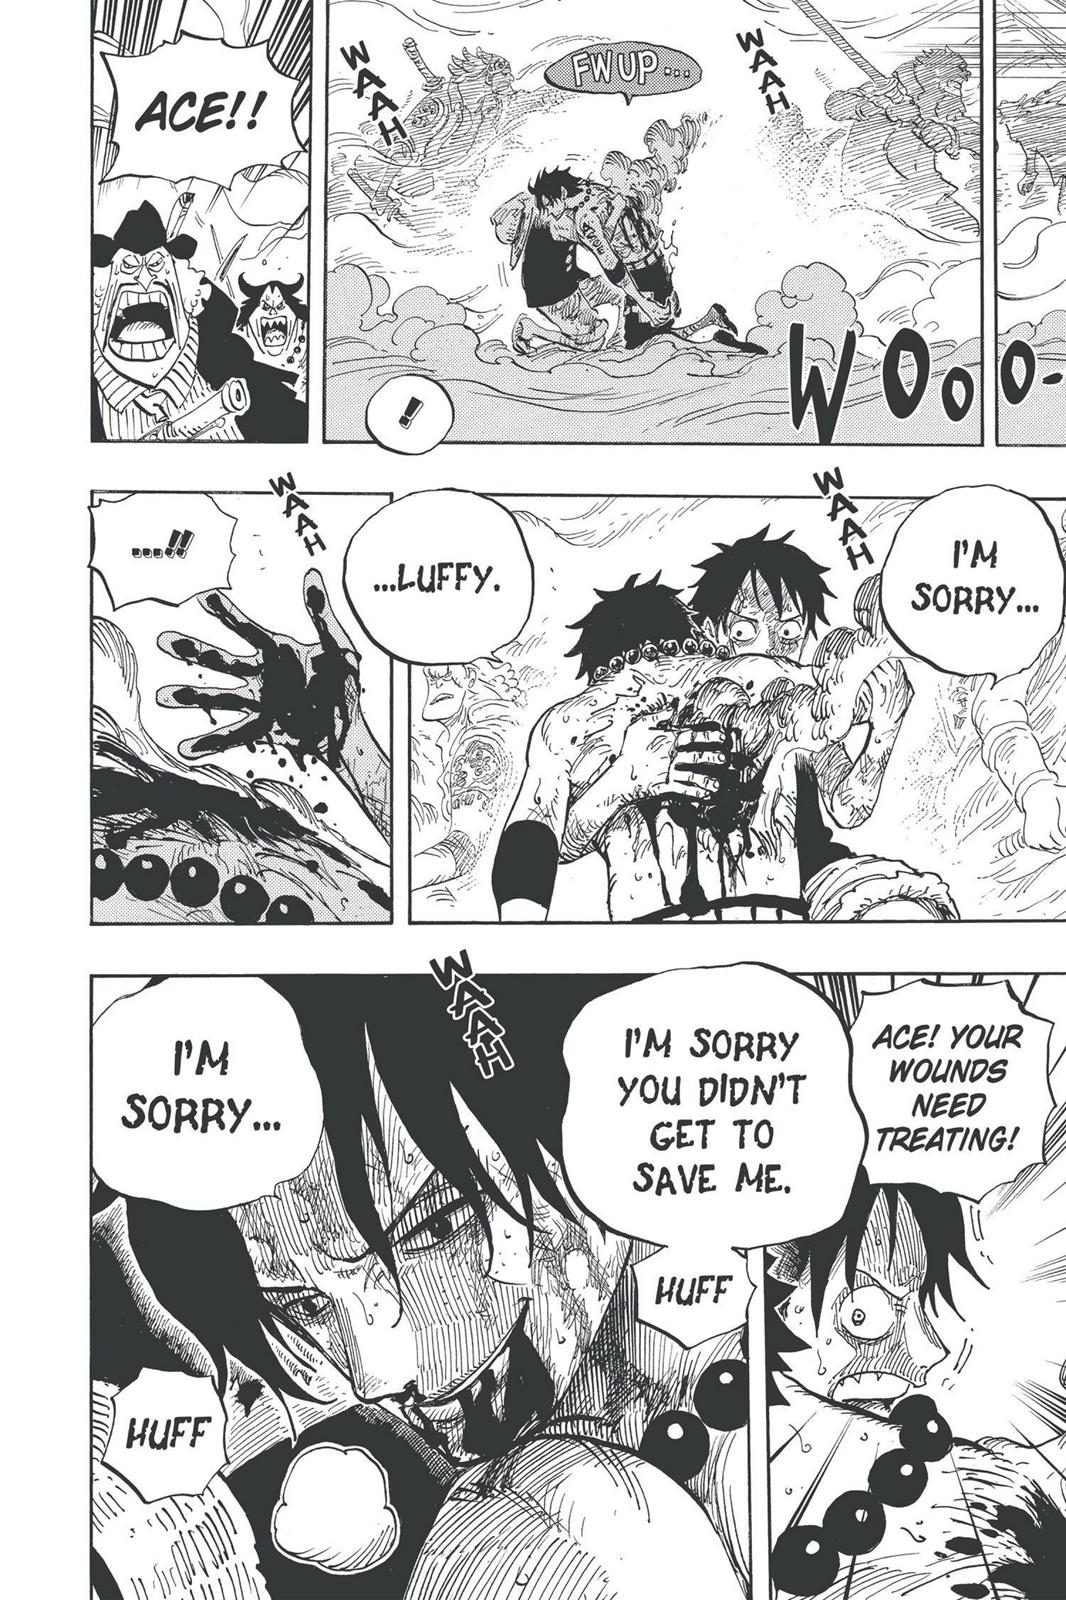 WOOO-
WAAH
FWUP...
WAAH
!!
ACE!!
I'M
SORRY...
WAAH
...LUFFY.
WAAH
...!!
ACE! YOUR
WOUNDS
NEED
TREATING!
I'M SORRY
YOU DIDN'T
GET TO
SAVE ME.
HUFF
WAAH
I'M
SORRY...
HUFF